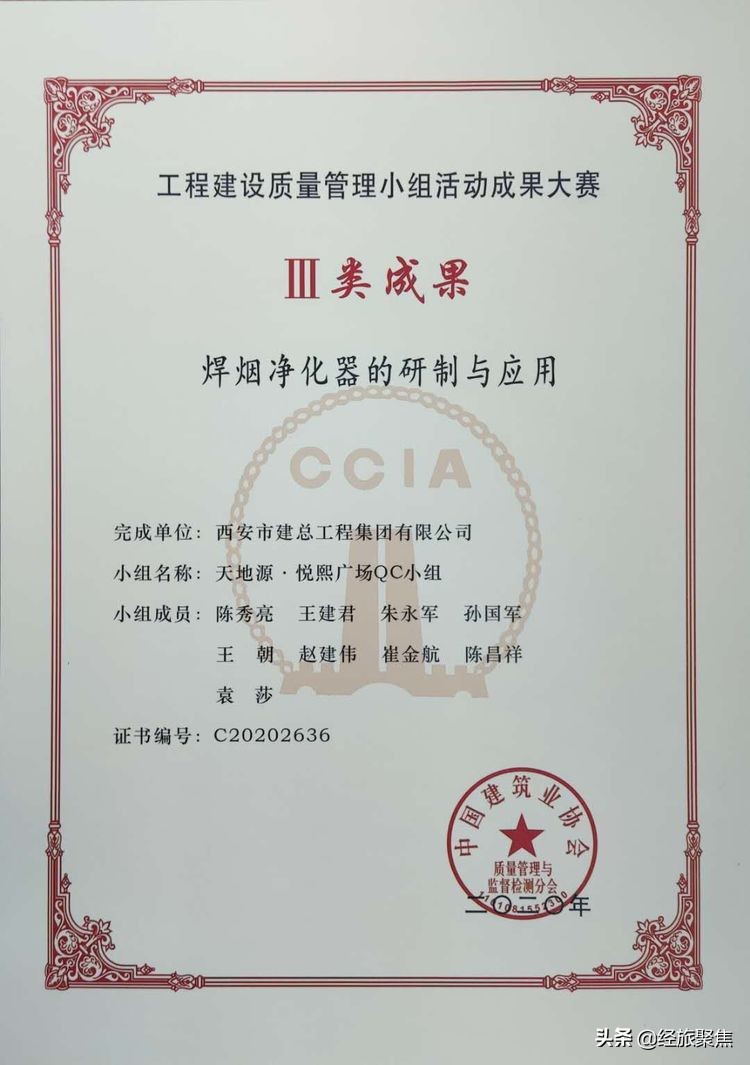 工程建设质量管理小组活动成果大赛
Ⅲ类成果
焊烟净化器的研制与应用
CCIA
完成单位：西安市建总工程集团有限公司
小组名称：天地源·悦熙广场QC小组
小组成员：陈秀亮 王建君 朱永军 孙国军
王 朝 赵建伟 崔金航 陈昌祥
袁 莎
证书编号：C20202636
中国建筑业协会
质量管理与
监督检测分会
二〇二〇年
头条 @经旅聚焦